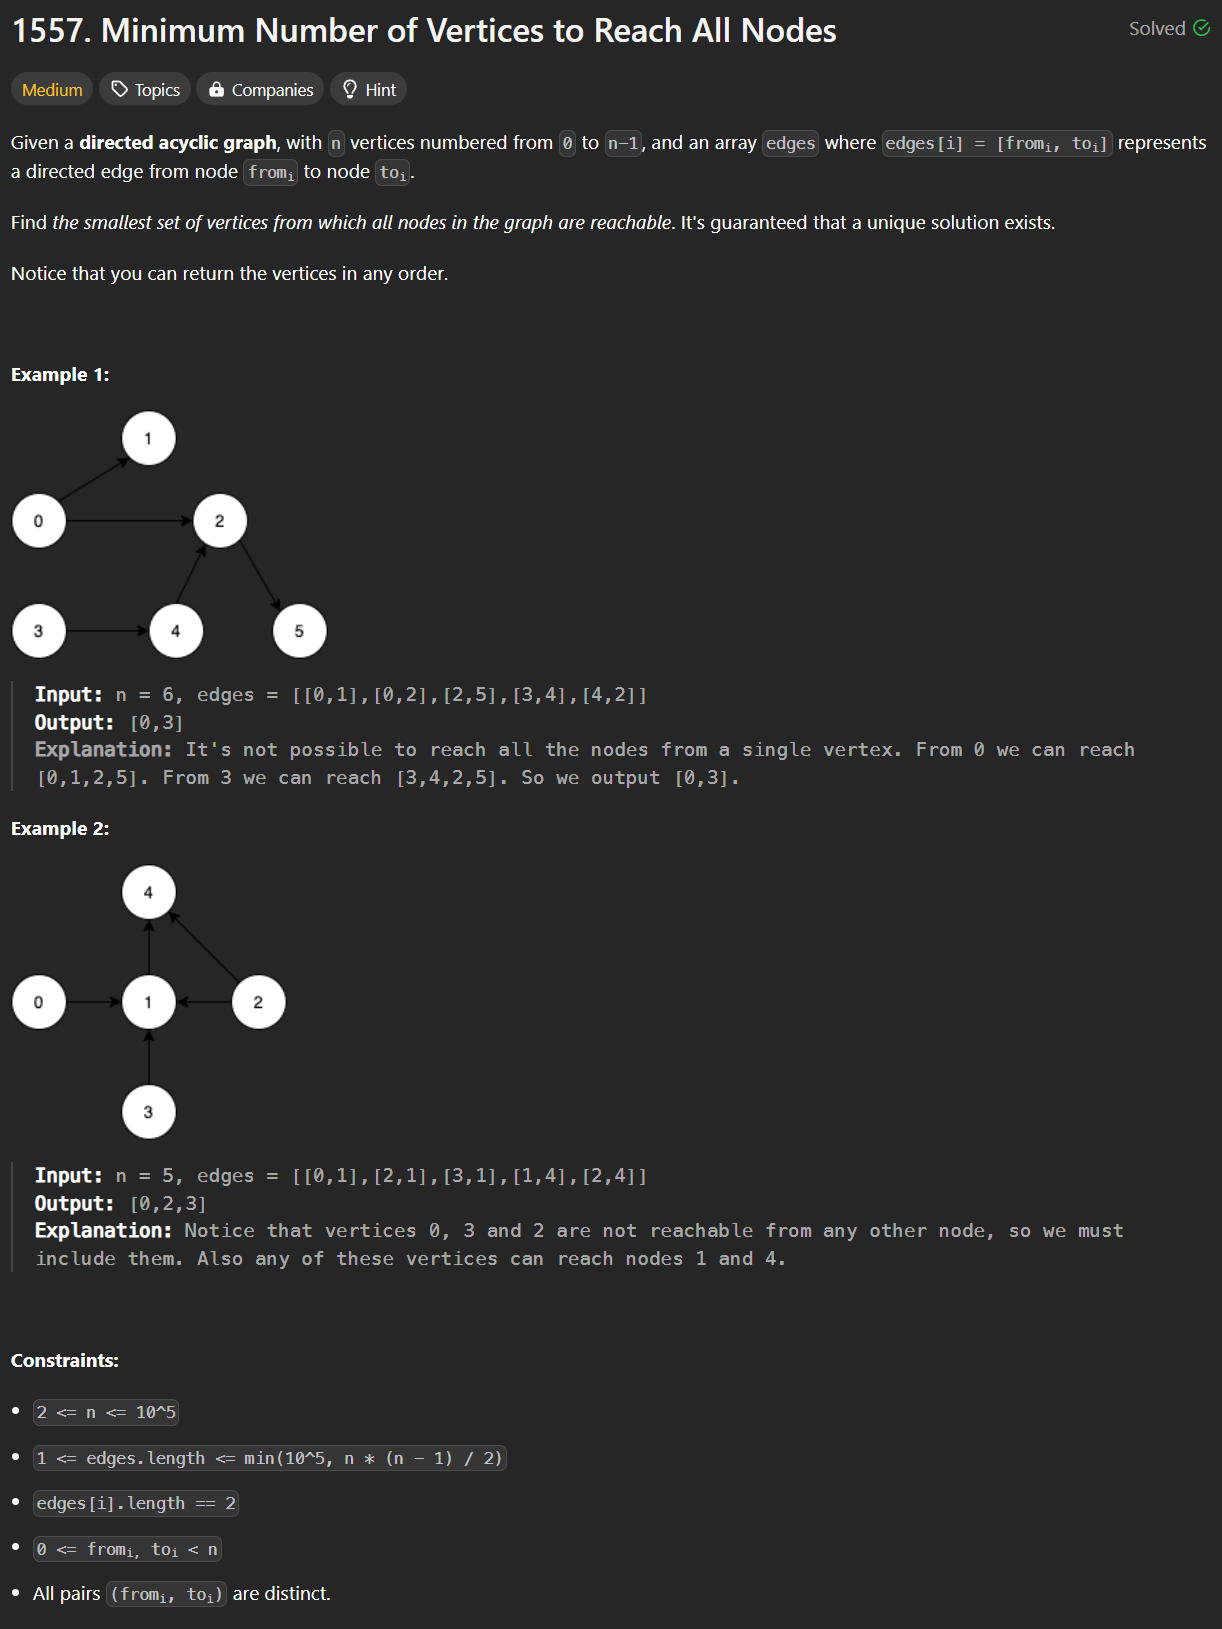 1557. Minimum Number of Vertices to Reach All Nodes
Solved
Medium Topics Companies Hint
Given a directed acyclic graph, with n vertices numbered from 0 to n-1, and an array edges where edges[i] = [fromᵢ, toᵢ] represents
a directed edge from node fromᵢ to node toᵢ.
Find the smallest set of vertices from which all nodes in the graph are reachable. It's guaranteed that a unique solution exists.
Notice that you can return the vertices in any order.
Example 1:
1
0 2
3 4 5
Input: n = 6, edges = [[0,1],[0,2],[2,5],[3,4],[4,2]]
Output: [0,3]
Explanation: It's not possible to reach all the nodes from a single vertex. From 0 we can reach
[0,1,2,5]. From 3 we can reach [3,4,2,5]. So we output [0,3].
Example 2:
4
0 1 2
3
Input: n = 5, edges = [[0,1],[2,1],[3,1],[1,4],[2,4]]
Output: [0,2,3]
Explanation: Notice that vertices 0, 3 and 2 are not reachable from any other node, so we must
include them. Also any of these vertices can reach nodes 1 and 4.
Constraints:
• 2 <= n <= 10^5
• 1 <= edges.length <= min(10^5, n * (n - 1) / 2)
• edges[i].length == 2
• 0 <= fromᵢ, toᵢ < n
• All pairs (fromᵢ, toᵢ) are distinct.